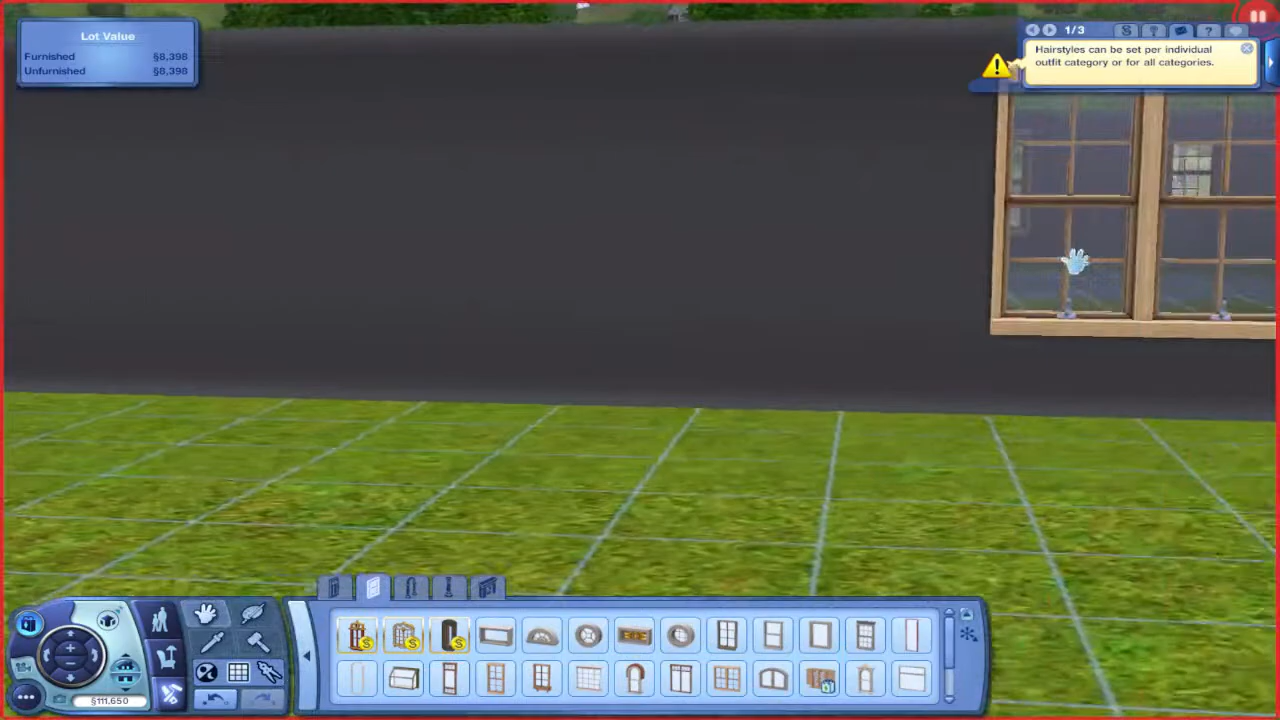 Lot Value
Furnished §8,398
Unfurnished §8,398
1/3
?
Hairstyles can be set per individual
outfit category or for all categories.
§111,650